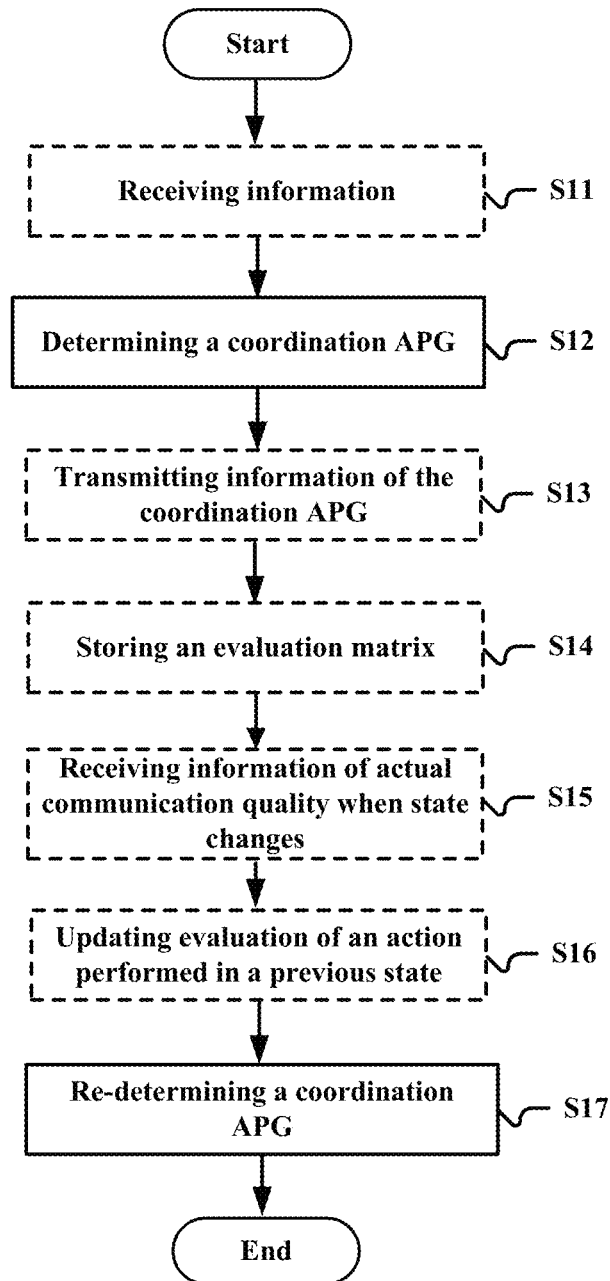 Start
Receiving information
S11
Determining a coordination APG
S12
Transmitting information of the
coordination APG
S13
Storing an evaluation matrix
S14
Receiving information of actual
communication quality when state
changes
S15
Updating evaluation of an action
performed in a previous state
S16
Re-determining a coordination
APG
S17
End